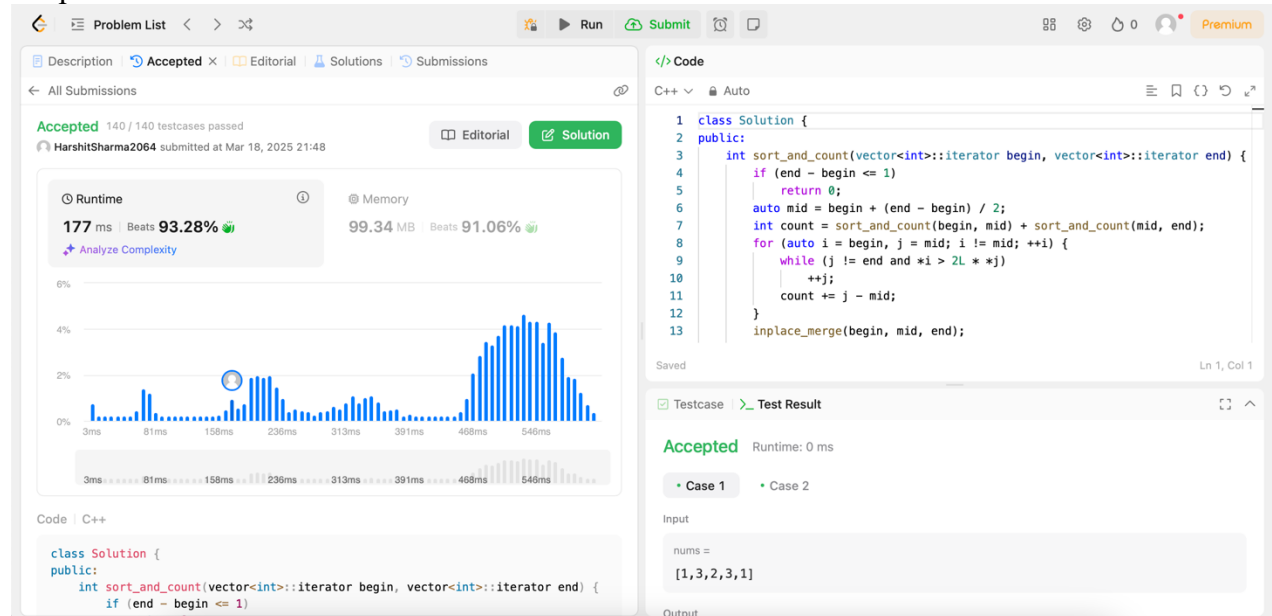 Problem List
Run
Submit
0
Premium
Description
Accepted
Editorial
Solutions
Submissions
All Submissions
Accepted 140 / 140 testcases passed
HarshitSharma2064 submitted at Mar 18, 2025 21:48
Editorial
Solution
Runtime
177 ms Beats 93.28%
Analyze Complexity
Memory
99.34 MB Beats 91.06%
6%
4%
2%
0%
3ms 81ms 158ms 236ms 313ms 391ms 468ms 546ms
3ms 81ms 158ms 236ms 313ms 391ms 468ms 546ms
Code C++
class Solution {
public:
    int sort_and_count(vector<int>::iterator begin, vector<int>::iterator end) {
        if (end - begin <= 1)
</> Code
C++ Auto
1 class Solution {
2 public:
3     int sort_and_count(vector<int>::iterator begin, vector<int>::iterator end) {
4         if (end - begin <= 1)
5             return 0;
6         auto mid = begin + (end - begin) / 2;
7         int count = sort_and_count(begin, mid) + sort_and_count(mid, end);
8         for (auto i = begin, j = mid; i != mid; ++i) {
9             while (j != end and *i > 2L * *j)
10                 ++j;
11             count += j - mid;
12         }
13         inplace_merge(begin, mid, end);
Saved
Ln 1, Col 1
Testcase
>_ Test Result
Accepted Runtime: 0 ms
• Case 1
• Case 2
Input
nums =
[1,3,2,3,1]
Output